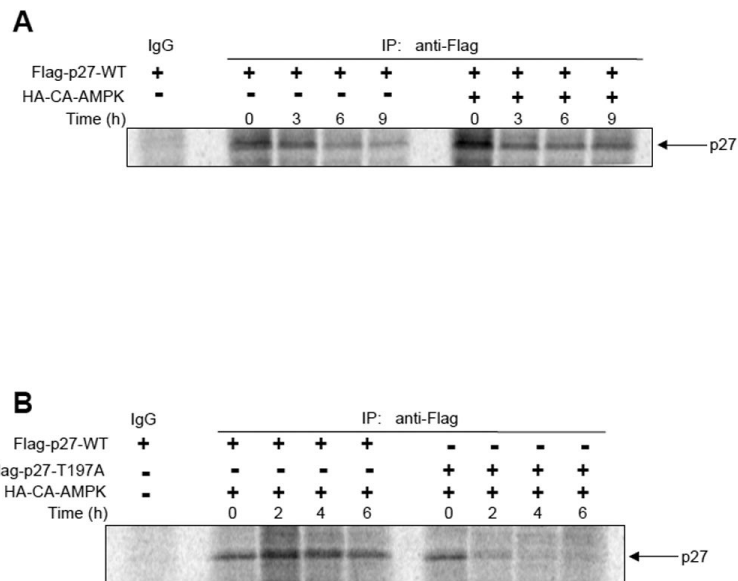 A
IgG IP: anti-Flag
Flag-p27-WT + + + + + + + + +
HA-CA-AMPK - - - - - + + + +
Time (h) 0 3 6 9 0 3 6 9
p27
B
IgG IP: anti-Flag
Flag-p27-WT + + + + + - - - -
lag-p27-T197A - - - - - + + + +
HA-CA-AMPK - + + + + + + + +
Time (h) 0 2 4 6 0 2 4 6
p27